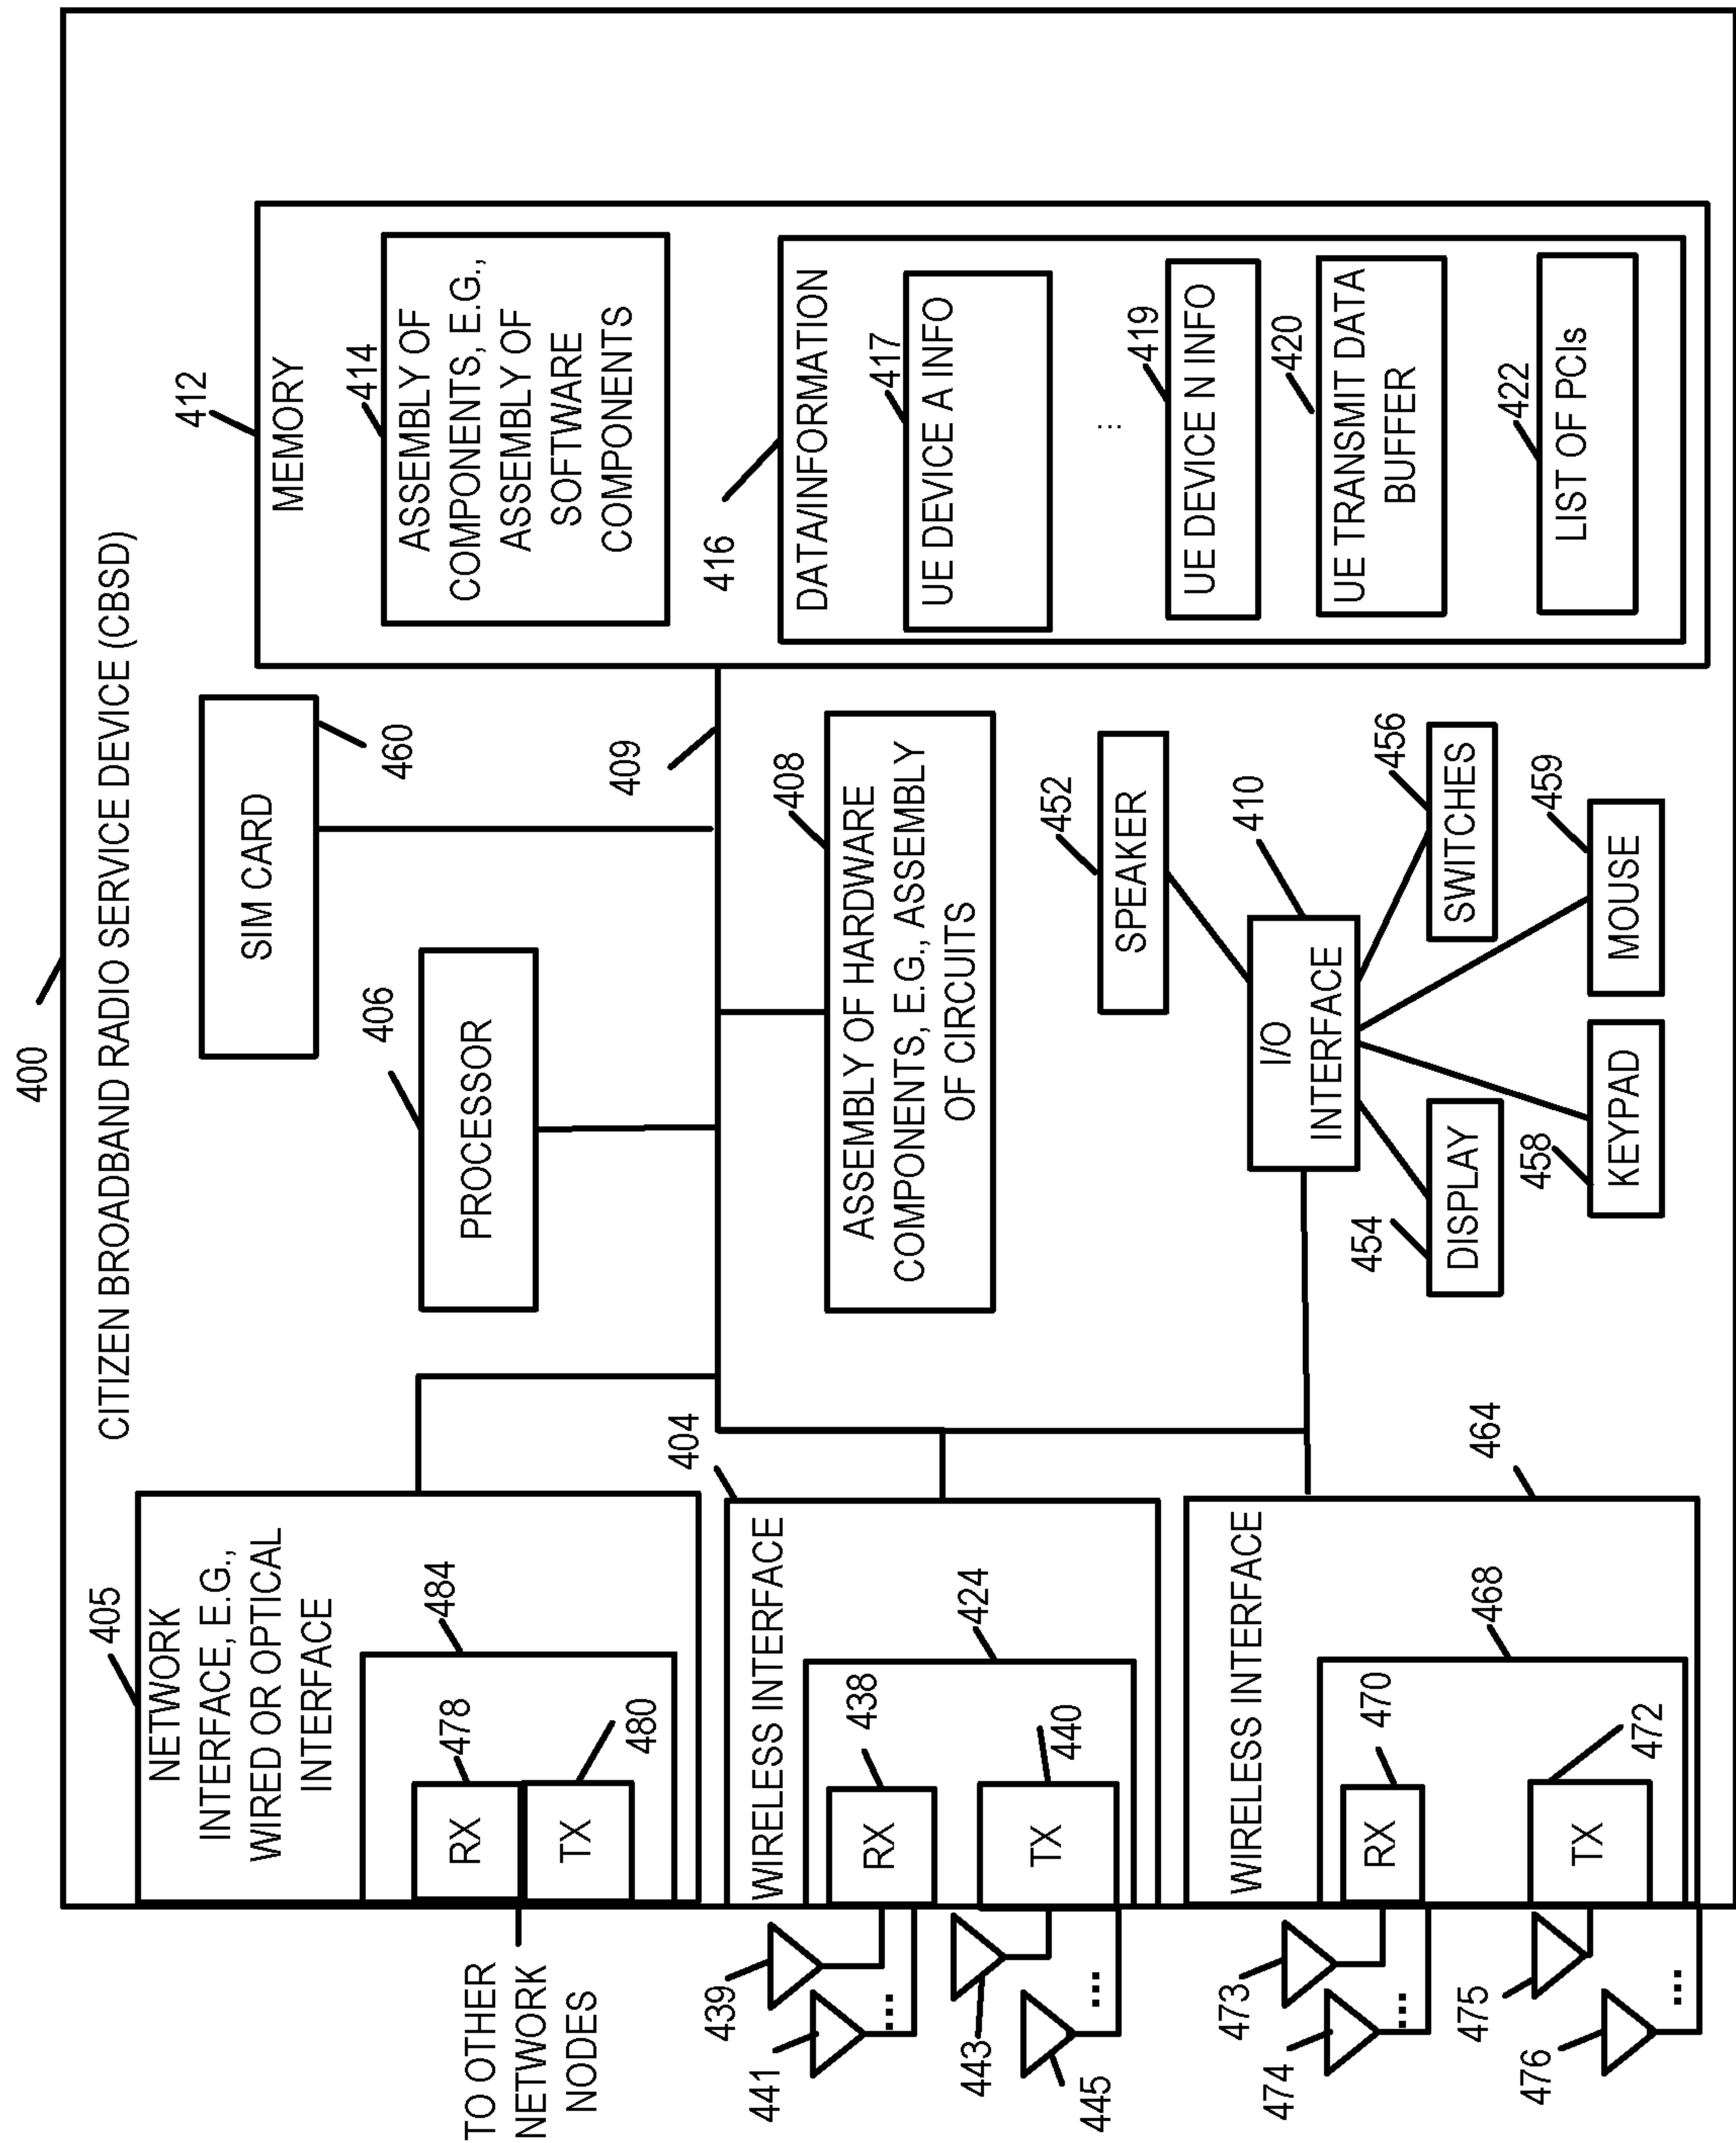 400
CITIZEN BROADBAND RADIO SERVICE DEVICE (CBSD)
405
NETWORK
INTERFACE, E.G.,
WIRED OR OPTICAL
INTERFACE
484
RX
478
TX
480
TO OTHER
NETWORK
NODES
404
WIRELESS INTERFACE
424
RX
438
TX
440
439
441
...
443
445
...
464
WIRELESS INTERFACE
468
RX
470
TX
472
473
474
...
475
476
...
406
PROCESSOR
SIM CARD
460
409
408
ASSEMBLY OF HARDWARE
COMPONENTS, E.G., ASSEMBLY
OF CIRCUITS
452
SPEAKER
410
I/O
INTERFACE
454
DISPLAY
456
SWITCHES
458
KEYPAD
459
MOUSE
412
MEMORY
414
ASSEMBLY OF
COMPONENTS, E.G.,
ASSEMBLY OF
SOFTWARE
COMPONENTS
416
DATA/INFORMATION
417
UE DEVICE A INFO
...
419
UE DEVICE N INFO
420
UE TRANSMIT DATA
BUFFER
422
LIST OF PCIs